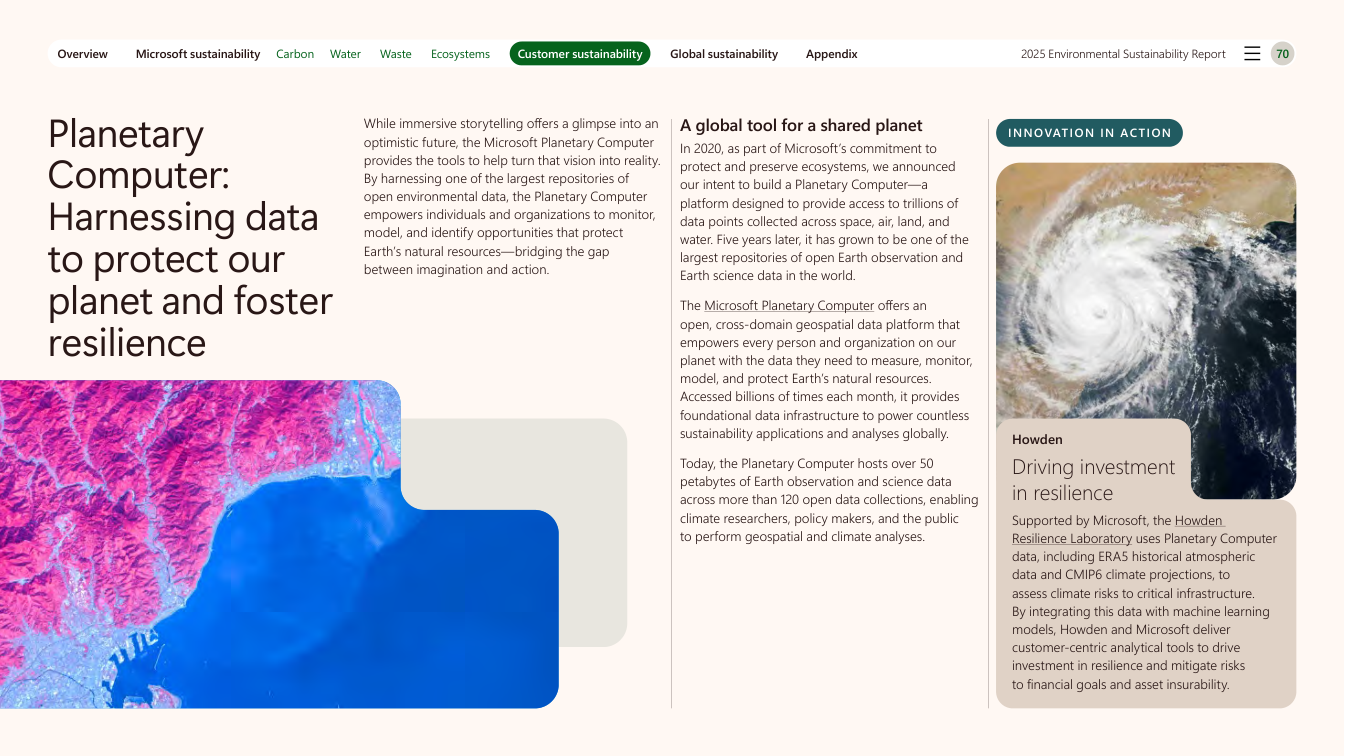 Overview Microsoft sustainability Carbon Water Waste Ecosystems Customer sustainability Global sustainability Appendix 2025 Environmental Sustainability Report 70
Planetary
Computer:
Harnessing data
to protect our
planet and foster
resilience
While immersive storytelling offers a glimpse into an
optimistic future, the Microsoft Planetary Computer
provides the tools to help turn that vision into reality.
By harnessing one of the largest repositories of
open environmental data, the Planetary Computer
empowers individuals and organizations to monitor,
model, and identify opportunities that protect
Earth's natural resources—bridging the gap
between imagination and action.
A global tool for a shared planet
In 2020, as part of Microsoft's commitment to
protect and preserve ecosystems, we announced
our intent to build a Planetary Computer—a
platform designed to provide access to trillions of
data points collected across space, air, land, and
water. Five years later, it has grown to be one of the
largest repositories of open Earth observation and
Earth science data in the world.
The Microsoft Planetary Computer offers an
open, cross-domain geospatial data platform that
empowers every person and organization on our
planet with the data they need to measure, monitor,
model, and protect Earth's natural resources.
Accessed billions of times each month, it provides
foundational data infrastructure to power countless
sustainability applications and analyses globally.
Today, the Planetary Computer hosts over 50
petabytes of Earth observation and science data
across more than 120 open data collections, enabling
climate researchers, policy makers, and the public
to perform geospatial and climate analyses.
INNOVATION IN ACTION
Howden
Driving investment
in resilience
Supported by Microsoft, the Howden
Resilience Laboratory uses Planetary Computer
data, including ERA5 historical atmospheric
data and CMIP6 climate projections, to
assess climate risks to critical infrastructure.
By integrating this data with machine learning
models, Howden and Microsoft deliver
customer-centric analytical tools to drive
investment in resilience and mitigate risks
to financial goals and asset insurability.